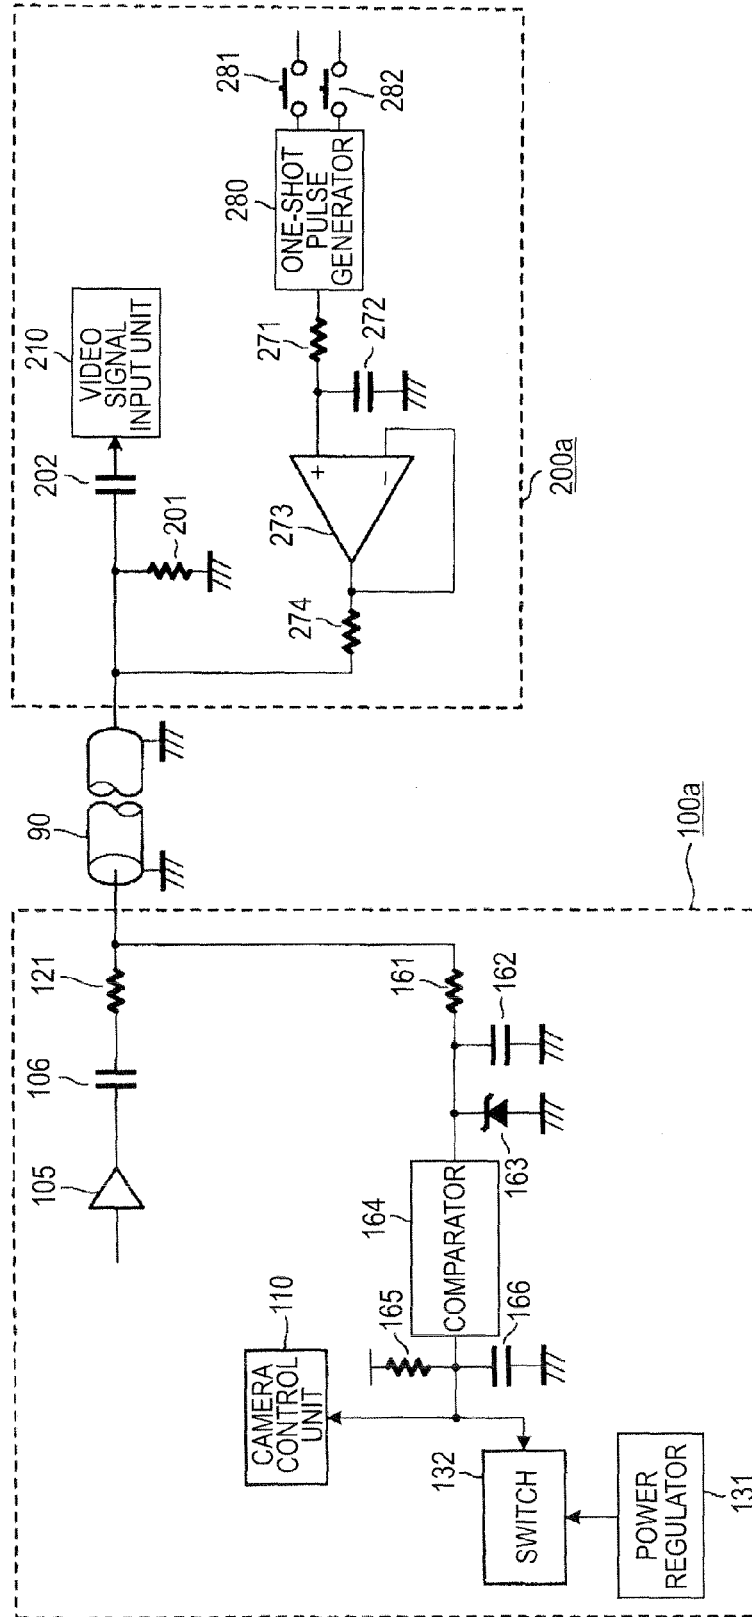 105
106
121
90
202
210
VIDEO
SIGNAL
INPUT UNIT
201
281
282
280
ONE-SHOT
PULSE
GENERATOR
271
272
273
+
−
274
200a
100a
161
162
163
164
COMPARATOR
165
166
110
CAMERA
CONTROL
UNIT
132
SWITCH
POWER
REGULATOR
131